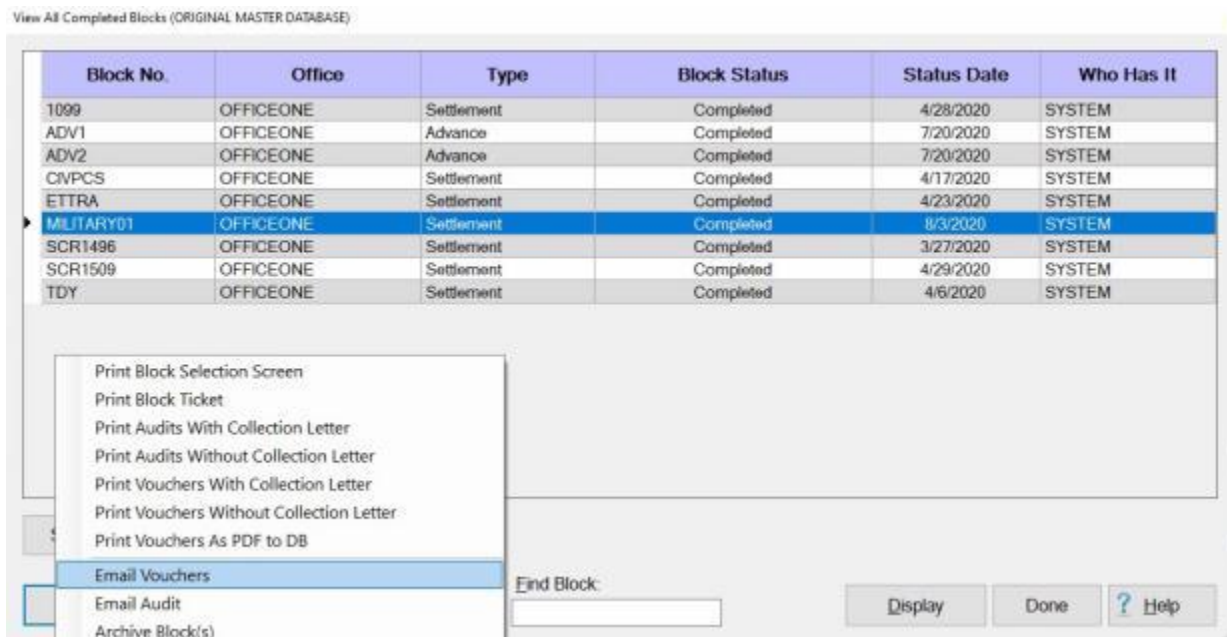 View All Completed Blocks (ORIGINAL MASTER DATABASE)
Block No. Office Type Block Status Status Date Who Has It
1099 OFFICEONE Settlement Completed 4/28/2020 SYSTEM
ADV1 OFFICEONE Advance Completed 7/20/2020 SYSTEM
ADV2 OFFICEONE Advance Completed 7/20/2020 SYSTEM
CIVPCS OFFICEONE Settlement Completed 4/17/2020 SYSTEM
ETTRA OFFICEONE Settlement Completed 4/23/2020 SYSTEM
MILITARY01 OFFICEONE Settlement Completed 8/3/2020 SYSTEM
SCR1496 OFFICEONE Settlement Completed 3/27/2020 SYSTEM
SCR1509 OFFICEONE Settlement Completed 4/29/2020 SYSTEM
TDY OFFICEONE Settlement Completed 4/6/2020 SYSTEM
Print Block Selection Screen
Print Block Ticket
Print Audits With Collection Letter
Print Audits Without Collection Letter
Print Vouchers With Collection Letter
Print Vouchers Without Collection Letter
Print Vouchers As PDF to DB
Email Vouchers
Email Audit
Archive Block(s)
Find Block:
Display Done ? Help